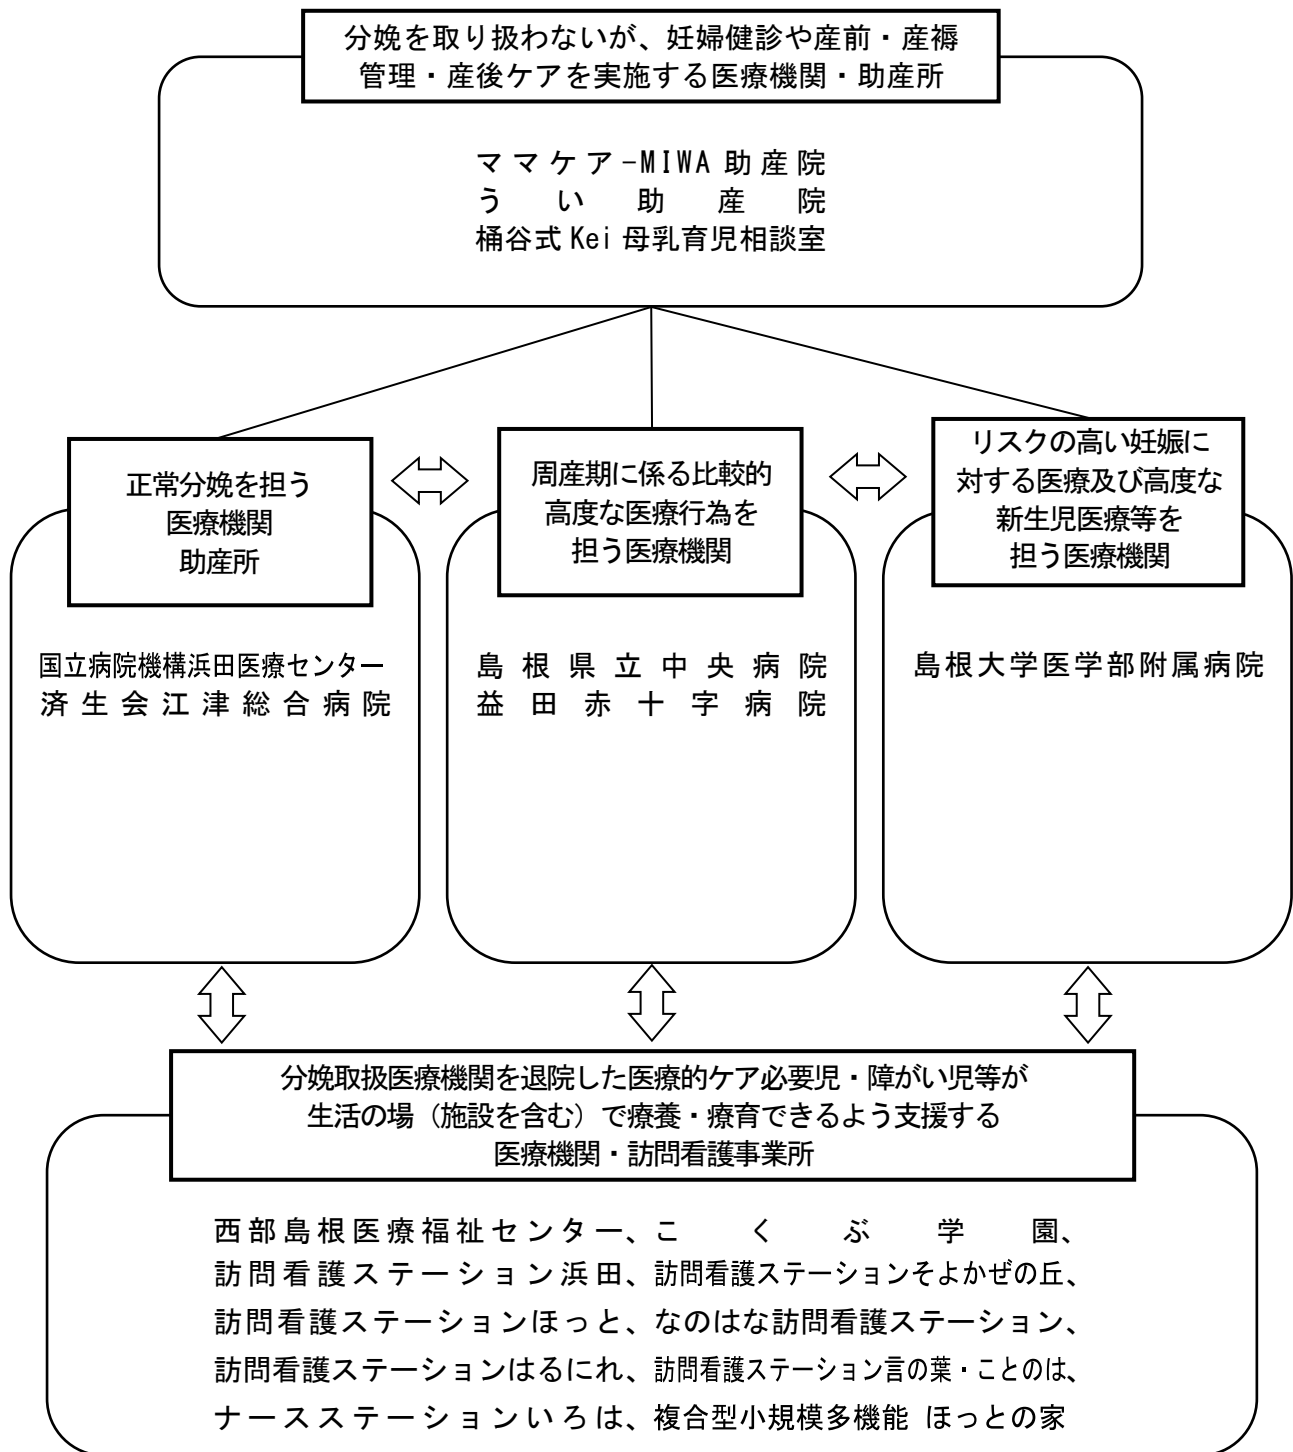 分娩を取り扱わないが、妊婦健診や産前・産褥
管理・産後ケアを実施する医療機関・助産所
ママケア-MIWA助産院
うい助産院
桶谷式Kei母乳育児相談室
正常分娩を担う
医療機関
助産所
国立病院機構浜田医療センター
済生会江津総合病院
周産期に係る比較的
高度な医療行為を
担う医療機関
島根県立中央病院
益田赤十字病院
リスクの高い妊娠に
対する医療及び高度な
新生児医療等を
担う医療機関
島根大学医学部附属病院
分娩取扱医療機関を退院した医療的ケア必要児・障がい児等が
生活の場（施設を含む）で療養・療育できるよう支援する
医療機関・訪問看護事業所
西部島根医療福祉センター、こくぶ学園、
訪問看護ステーション浜田、訪問看護ステーションそよかぜの丘、
訪問看護ステーションほっと、なのはな訪問看護ステーション、
訪問看護ステーションはるにれ、訪問看護ステーション言の葉・ことのは、
ナースステーションいろは、複合型小規模多機能 ほっとの家